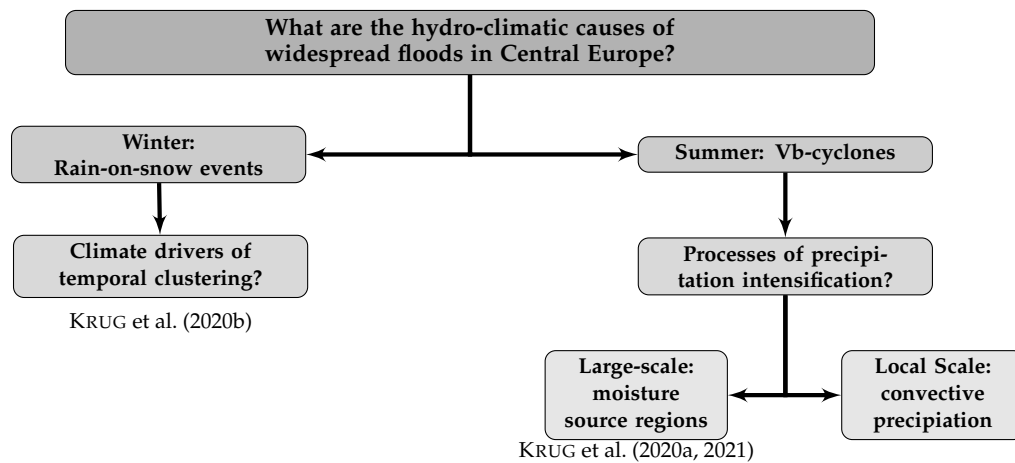 What are the hydro-climatic causes of
widespread floods in Central Europe?
Winter:
Rain-on-snow events
Summer: Vb-cyclones
Climate drivers of
temporal clustering?
Processes of precipi-
tation intensification?
KRUG et al. (2020b)
Large-scale:
moisture
source regions
Local Scale:
convective
precipiation
KRUG et al. (2020a, 2021)